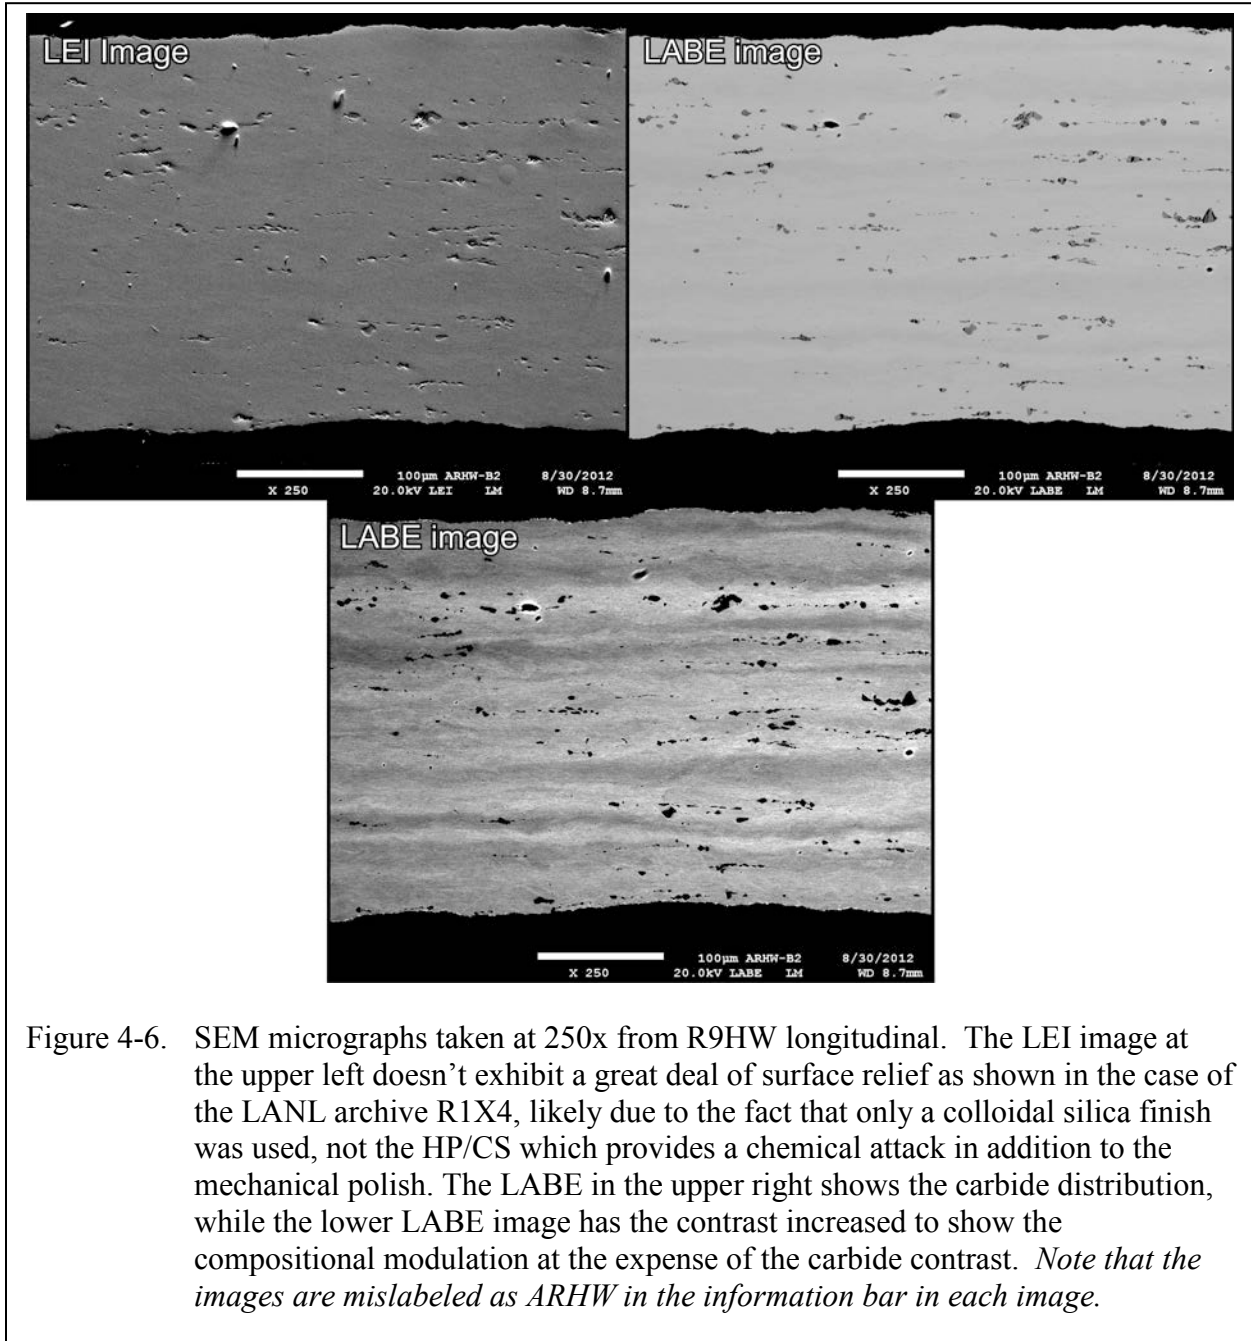 LEI Image
LABE image
100µm ARHW-B2 8/30/2012
X 250 20.0kV LEI LM WD 8.7mm
100µm ARHW-B2 8/30/2012
X 250 20.0kV LABE LM WD 8.7mm
LABE image
100µm ARHW-B2 8/30/2012
X 250 20.0kV LABE LM WD 8.7mm
Figure 4-6. SEM micrographs taken at 250x from R9HW longitudinal. The LEI image at
the upper left doesn’t exhibit a great deal of surface relief as shown in the case of
the LANL archive R1X4, likely due to the fact that only a colloidal silica finish
was used, not the HP/CS which provides a chemical attack in addition to the
mechanical polish. The LABE in the upper right shows the carbide distribution,
while the lower LABE image has the contrast increased to show the
compositional modulation at the expense of the carbide contrast. Note that the
images are mislabeled as ARHW in the information bar in each image.